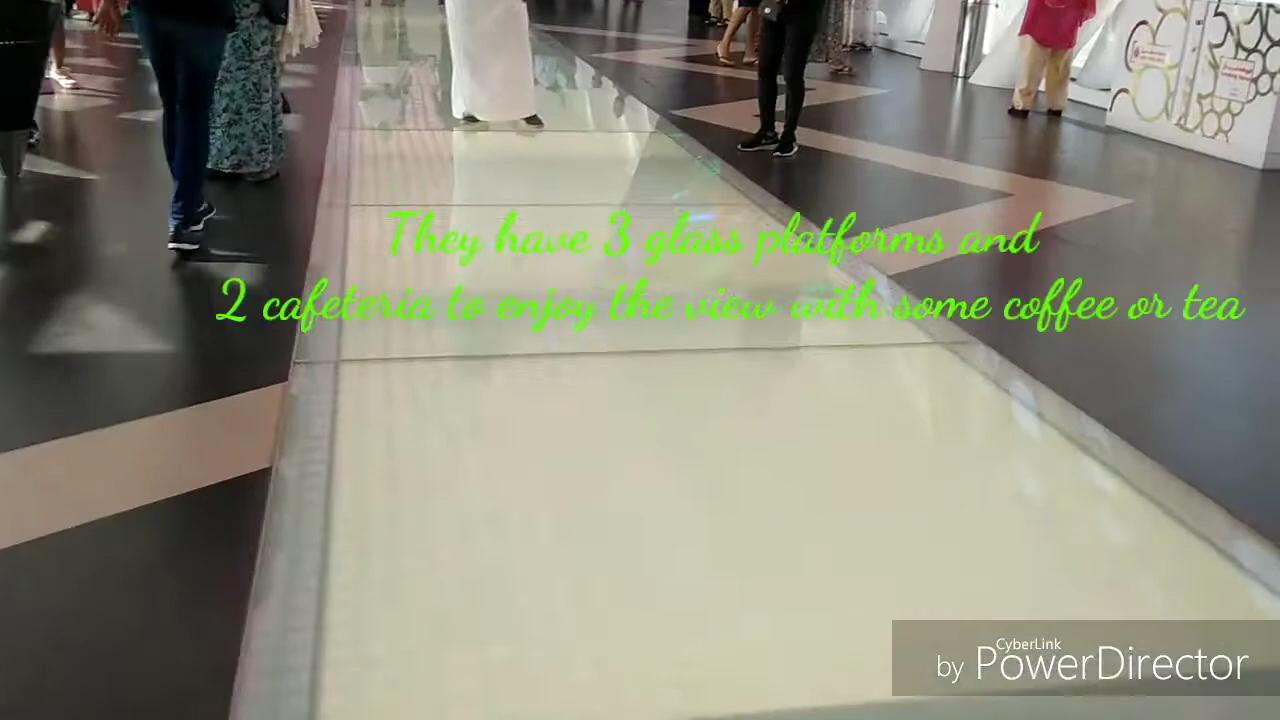 They have 3 glass platforms and
2 cafeteria to enjoy the view with some coffee or tea
CyberLink
by PowerDirector